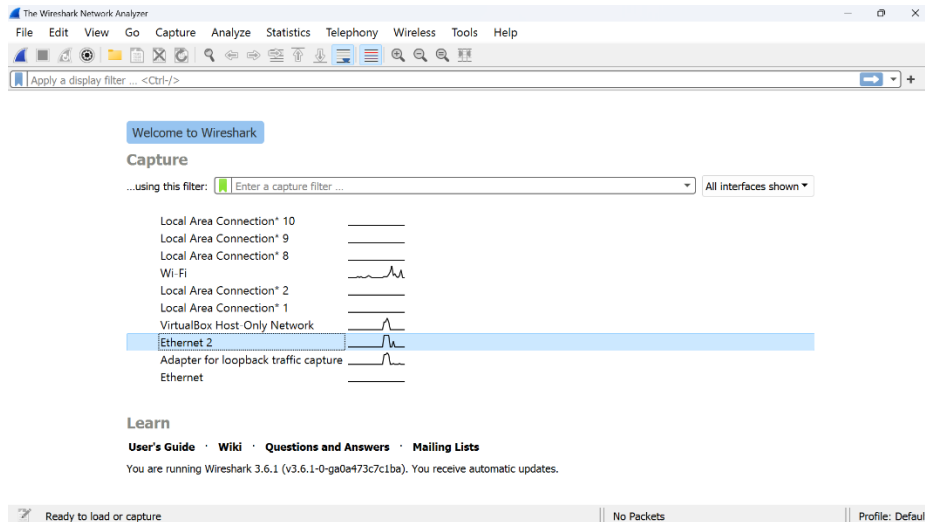 The Wireshark Network Analyzer
File Edit View Go Capture Analyze Statistics Telephony Wireless Tools Help
Apply a display filter ... <Ctrl-/>
Welcome to Wireshark
Capture
...using this filter: Enter a capture filter ... All interfaces shown
Local Area Connection* 10
Local Area Connection* 9
Local Area Connection* 8
Wi-Fi
Local Area Connection* 2
Local Area Connection* 1
VirtualBox Host-Only Network
Ethernet 2
Adapter for loopback traffic capture
Ethernet
Learn
User's Guide · Wiki · Questions and Answers · Mailing Lists
You are running Wireshark 3.6.1 (v3.6.1-0-ga0a473c7c1ba). You receive automatic updates.
Ready to load or capture No Packets Profile: Defaul